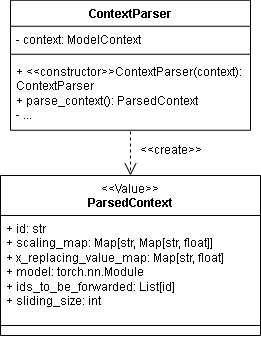 ContextParser
- context: ModelContext
+ <<constructor>>ContextParser(context):
ContextParser
+ parse_context(): ParsedContext
- ...
<<create>>
<<Value>>
ParsedContext
+ id: str
+ scaling_map: Map[str, Map[str, float]]
+ x_replacing_value_map: Map[str, float]
+ model: torch.nn.Module
+ ids_to_be_forwarded: List[id]
+ sliding_size: int